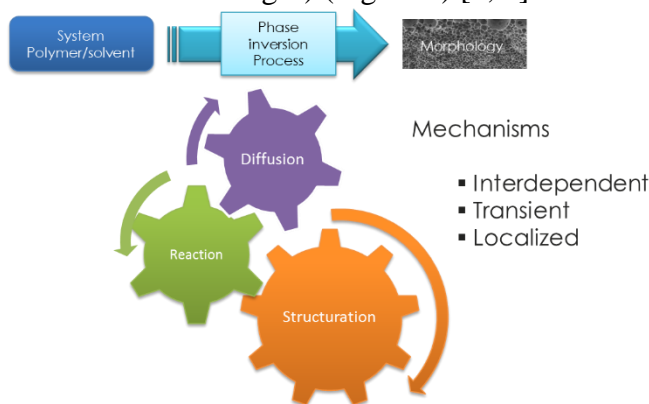 System
Polymer/solvent
Phase
inversion
Process
Morphology
Diffusion
Reaction
Structuration
Mechanisms
▪ Interdependent
▪ Transient
▪ Localized